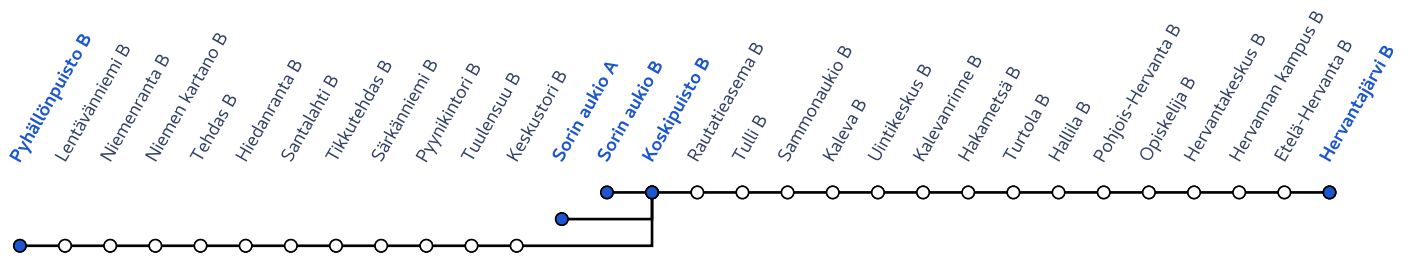 Pyhällönpuisto B
Lentävänniemi B
Niemenranta B
Niemen kartano B
Tehdas B
Hiedanranta B
Santalahti B
Tikkutehdas B
Särkänniemi B
Pyynikintori B
Tuulensuu B
Keskustori B
Sorin aukio A
Sorin aukio B
Koskipuisto B
Rautatieasema B
Tulli B
Sammonaukio B
Kaleva B
Uintikeskus B
Kalevanrinne B
Hakametsä B
Turtola B
Hallila B
Pohjois-Hervanta B
Opiskelija B
Hervantakeskus B
Hervannan kampus B
Etelä-Hervanta B
Hervantajärvi B